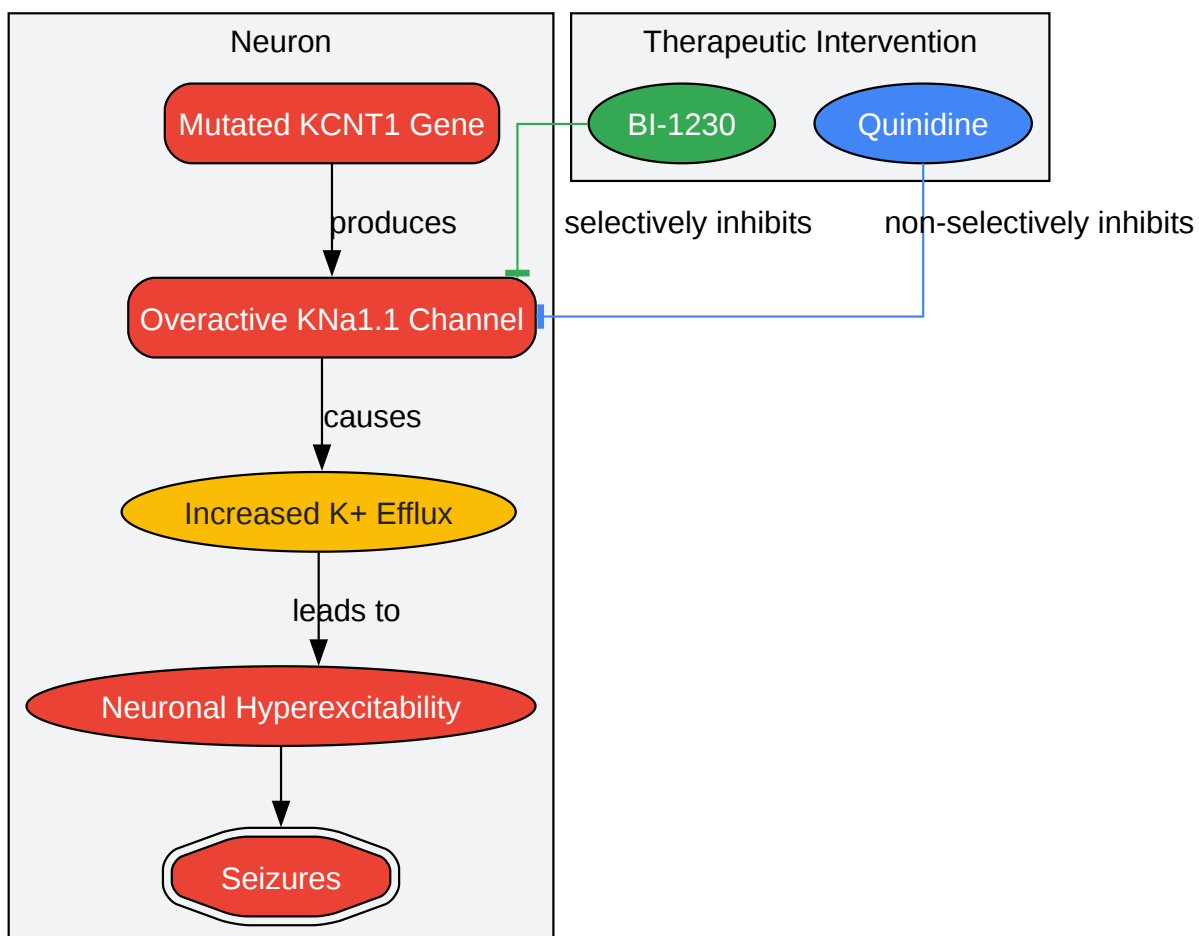 Neuron
Therapeutic Intervention
Mutated KCNT1 Gene
BI-1230
Quinidine
produces
selectively inhibits
non-selectively inhibits
Overactive KNa1.1 Channel
causes
Increased K+ Efflux
leads to
Neuronal Hyperexcitability
Seizures